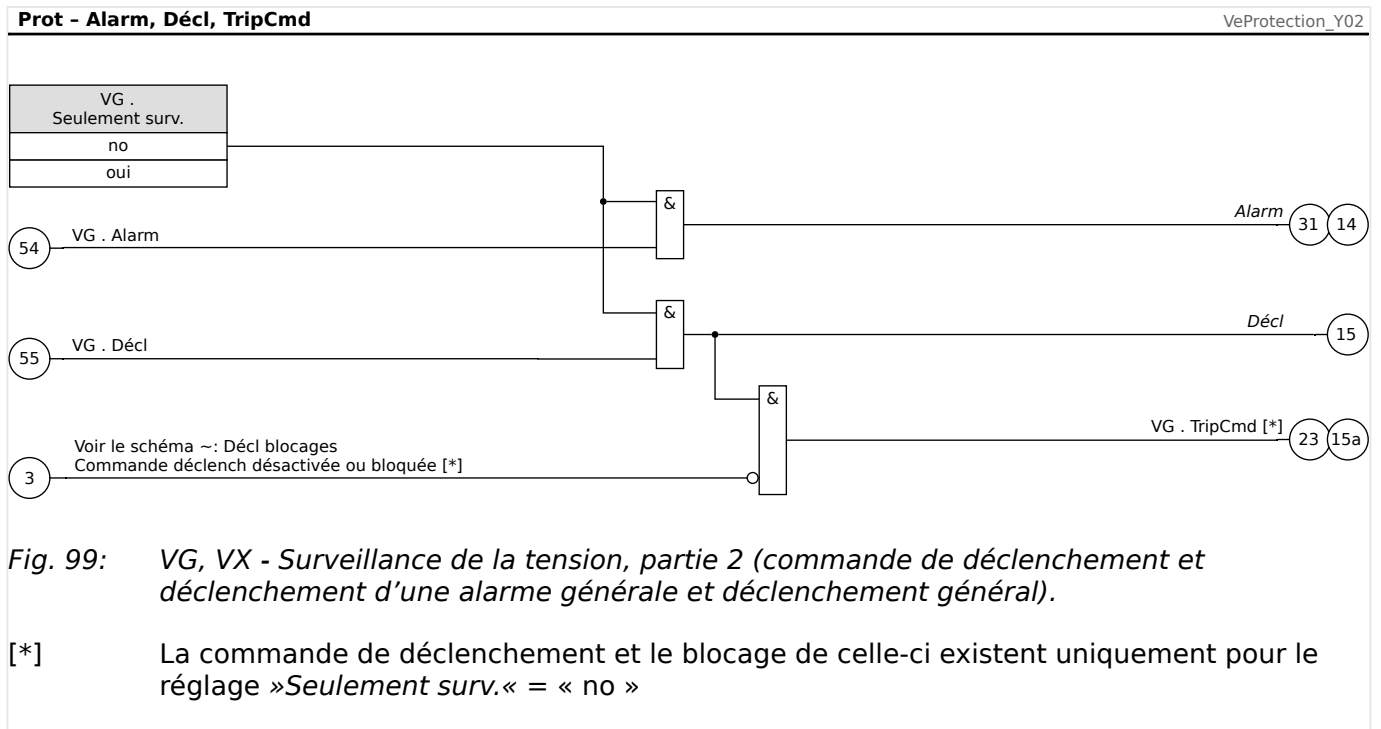 Prot – Alarm, Décl, TripCmd
VeProtection_Y02
VG .
Seulement surv.
no
oui
&
Alarm
31 14
54
VG . Alarm
&
Décl
15
55
VG . Décl
&
VG . TripCmd [*]
23 15a
Voir le schéma ~: Décl blocages
Commande déclench désactivée ou bloquée [*]
3
Fig. 99: VG, VX - Surveillance de la tension, partie 2 (commande de déclenchement et
déclenchement d’une alarme générale et déclenchement général).
[*] La commande de déclenchement et le blocage de celle-ci existent uniquement pour le
réglage »Seulement surv.« = « no »